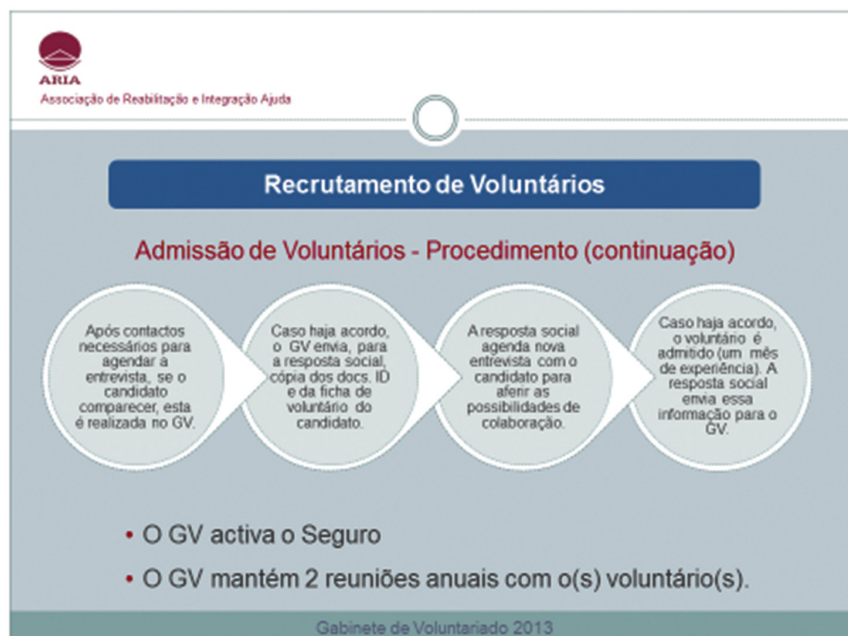 ARIA
Associação de Reabilitação e Integração Ajuda
Recrutamento de Voluntários
Admissão de Voluntários - Procedimento (continuação)
Após contactos
necessários para
agendar a
entrevista, se o
candidato
comparecer, esta
é realizada no GV.
Caso haja acordo,
o GV envia, para
a resposta social,
cópia dos docs. ID
e da ficha de
voluntário do
candidato.
A resposta social
agenda nova
entrevista com o
candidato para
aferir as
possibilidades de
colaboração.
Caso haja acordo,
o voluntário é
admitido (um mês
de experiência). A
resposta social
envia essa
informação para o
GV.
• O GV activa o Seguro
• O GV mantém 2 reuniões anuais com o(s) voluntário(s).
Gabinete de Voluntariado 2013